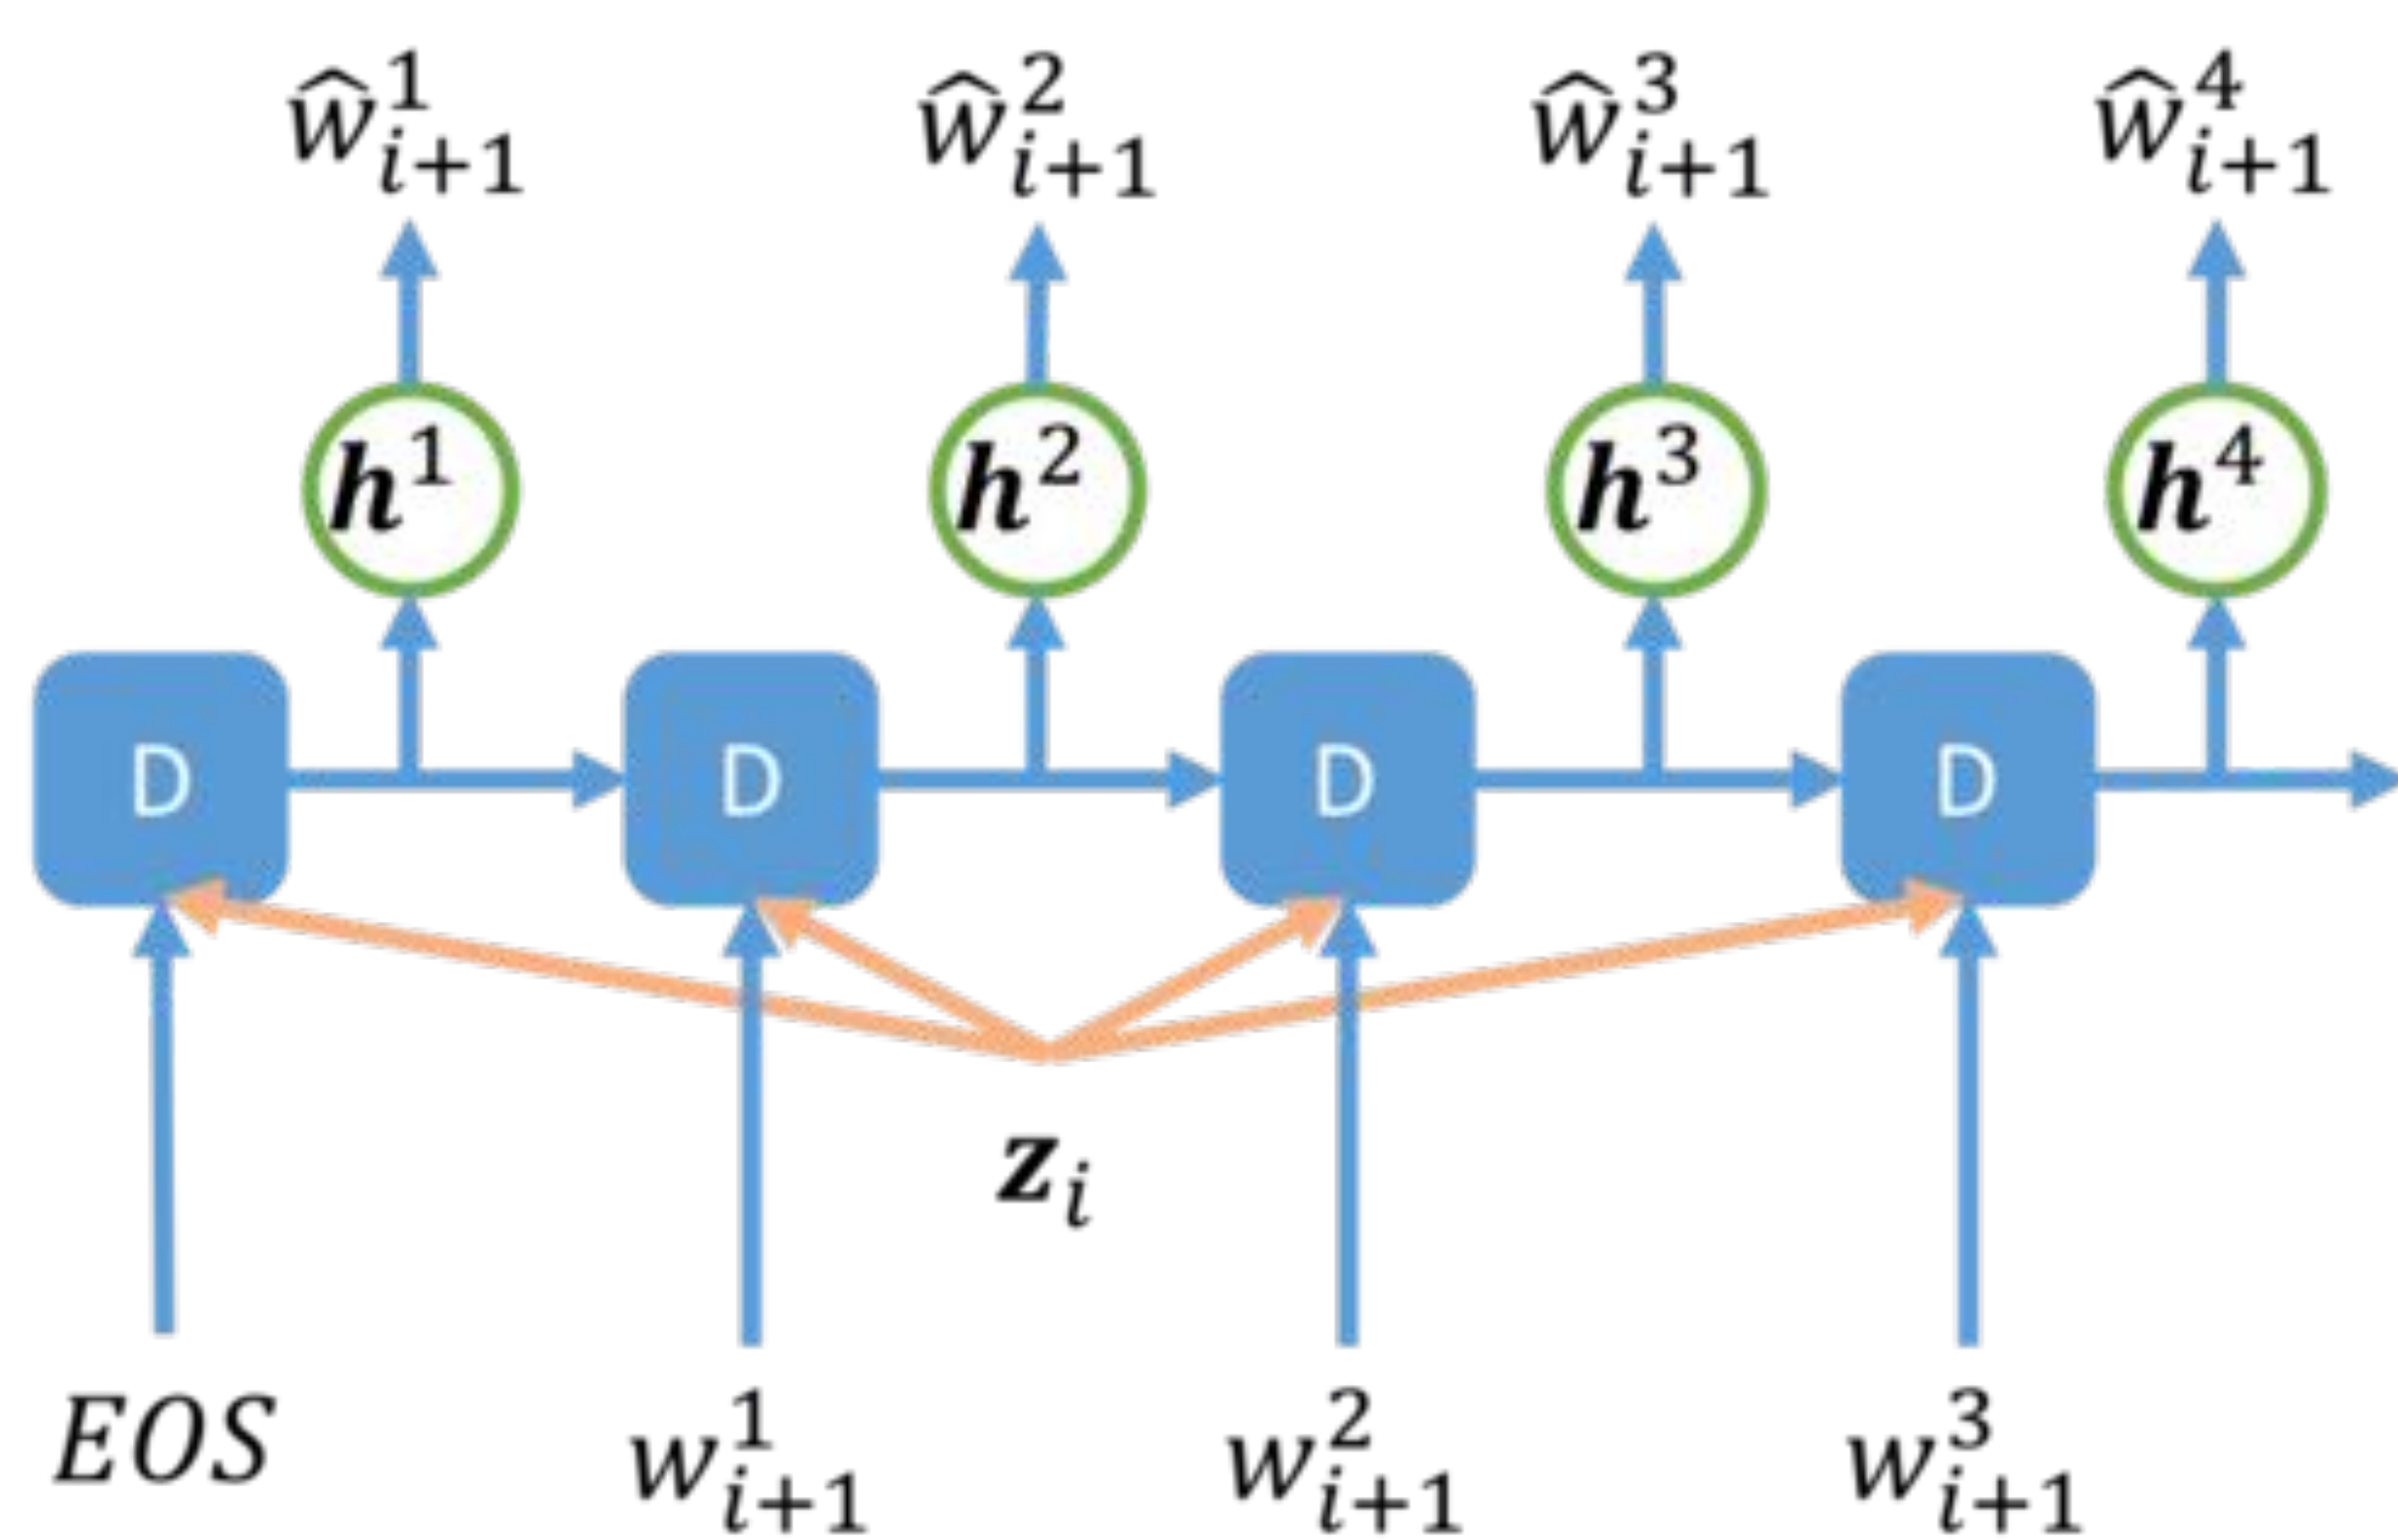 ŵ¹ᵢ₊₁ ŵ²ᵢ₊₁ ŵ³ᵢ₊₁ ŵ⁴ᵢ₊₁
h¹ h² h³ h⁴
D D D D
zᵢ
EOS w¹ᵢ₊₁ w²ᵢ₊₁ w³ᵢ₊₁